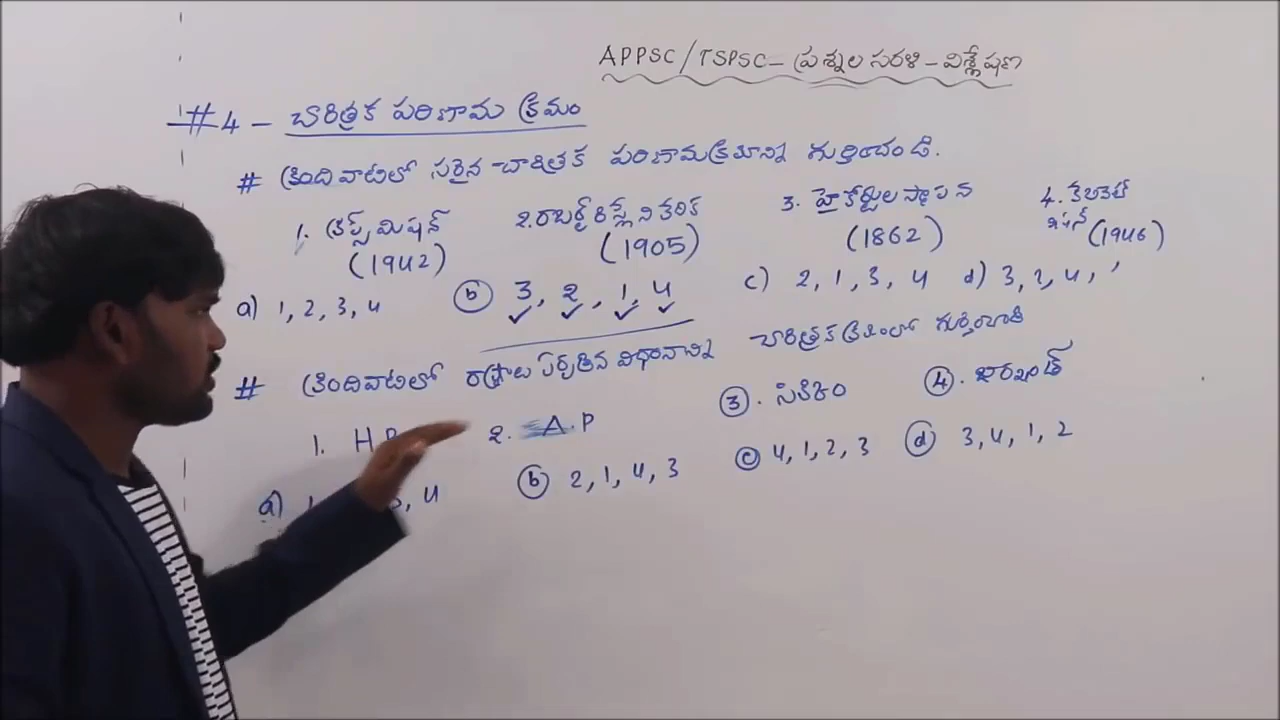 APPSC/TSPSC – ప్రశ్నల సరళి – విశ్లేషణ
#4 – చారిత్రక పరిణామ క్రమం
# క్రిందివాటిలో సరైన చారిత్రక పరిణామక్రమాన్ని గుర్తించండి.
1. క్రిప్స్ మిషన్ 2. రాబర్ట్ రిస్లే నివేదిక 3. హైకోర్టుల స్థాపన 4. కేబినెట్
(1942) (1905) (1862) మిషన్ (1946)
a) 1, 2, 3, 4 b 3, 2, 1, 4 c) 2, 1, 3, 4 d) 3, 2, 4, 1
# క్రిందివాటిలో రాష్ట్రాలు ఏర్పడిన విధానాన్ని చారిత్రక క్రమంలో
1. H 2. A.P 3. సిక్కిం 4. జార్ఖండ్
a) , 4 b 2, 1, 4, 3 c 4, 1, 2, 3 d 3, 4, 1, 2